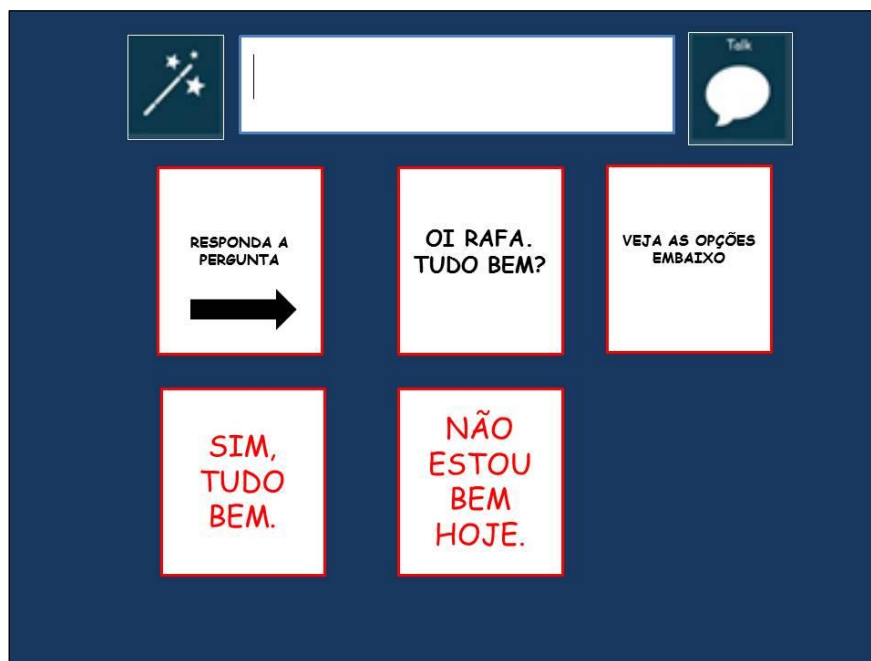 Talk
RESPONDA A
PERGUNTA
OI RAFA.
TUDO BEM?
VEJA AS OPÇÕES
EMBAIXO
SIM,
TUDO
BEM.
NÃO
ESTOU
BEM
HOJE.